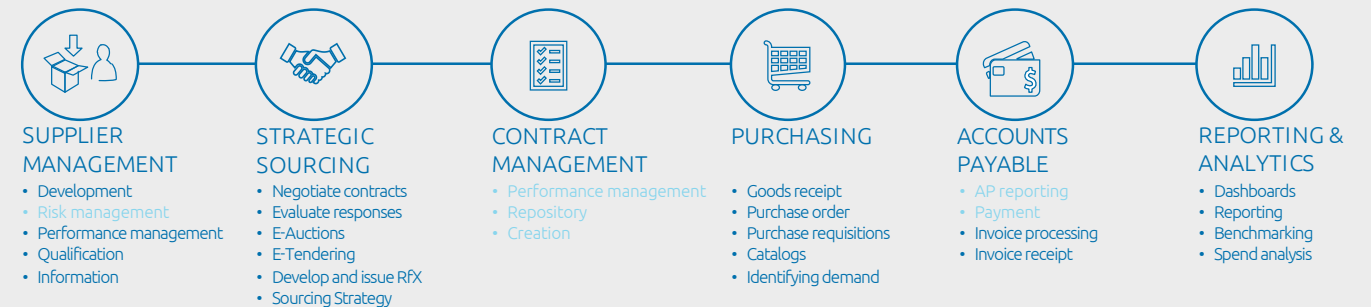 SUPPLIER
MANAGEMENT
• Development
• Risk management
• Performance management
• Qualification
• Information
STRATEGIC
SOURCING
• Negotiate contracts
• Evaluate responses
• E-Auctions
• E-Tendering
• Develop and issue RfX
• Sourcing Strategy
CONTRACT
MANAGEMENT
• Performance management
• Repository
• Creation
PURCHASING
• Goods receipt
• Purchase order
• Purchase requisitions
• Catalogs
• Identifying demand
$
ACCOUNTS
PAYABLE
• AP reporting
• Payment
• Invoice processing
• Invoice receipt
REPORTING &
ANALYTICS
• Dashboards
• Reporting
• Benchmarking
• Spend analysis